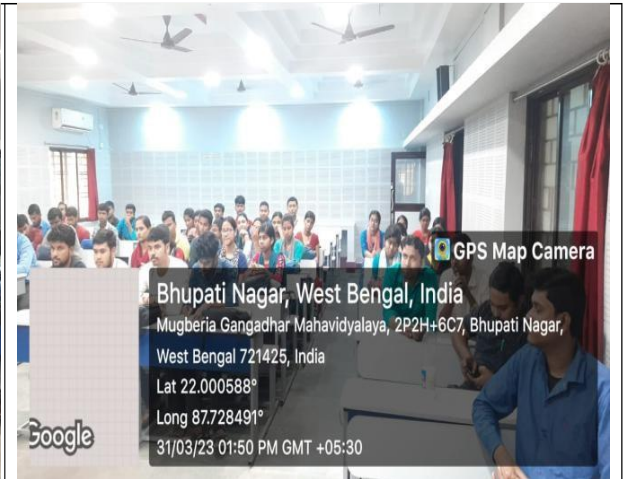 GPS Map Camera
Bhupati Nagar, West Bengal, India
Mugberia Gangadhar Mahavidyalaya, 2P2H+6C7, Bhupati Nagar,
West Bengal 721425, India
Lat 22.000588°
Long 87.728491°
31/03/23 01:50 PM GMT +05:30
Google